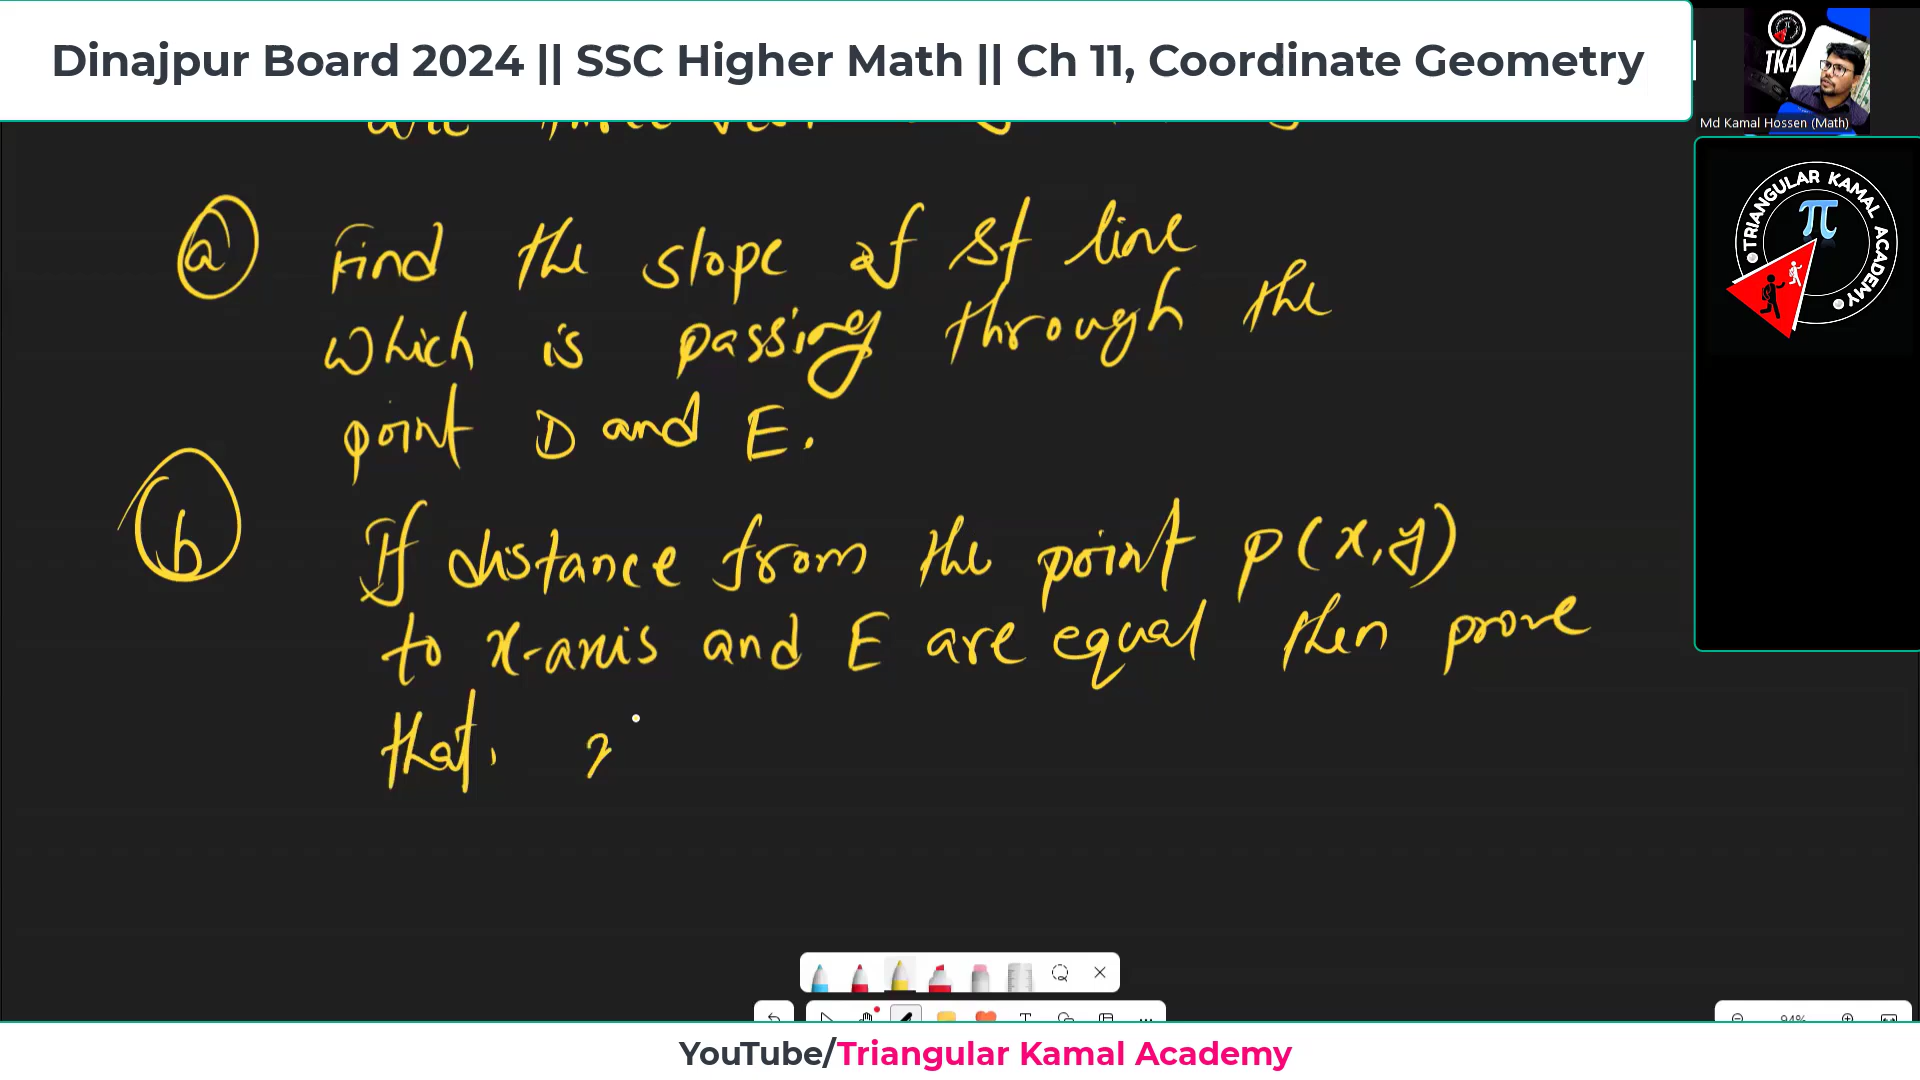 Dinajpur Board 2024 || SSC Higher Math || Ch 11, Coordinate Geometry
TKA
Md Kamal Hossen (Math)
TRIANGULAR KAMAL ACADEMY
π
a Find the slope of st line
which is passing through the
point D and E.
b If distance from the point P(x,y)
to x-axis and E are equal then prove
that,
94%
YouTube/Triangular Kamal Academy